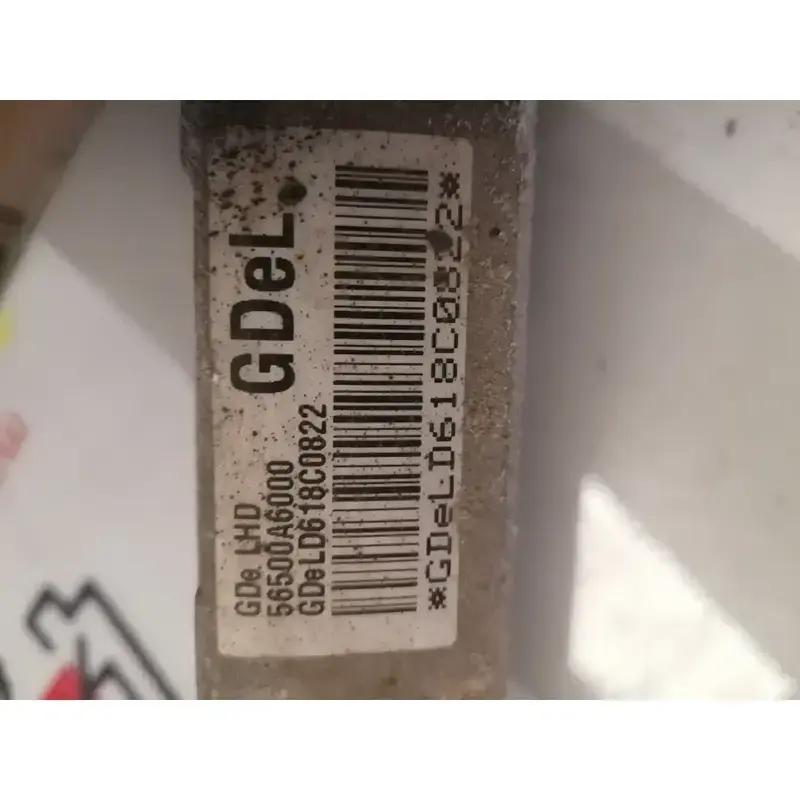 GDeL.
GDe. LHD
56500A6000
GDeLD618C0822
*GDeLD618C0822*